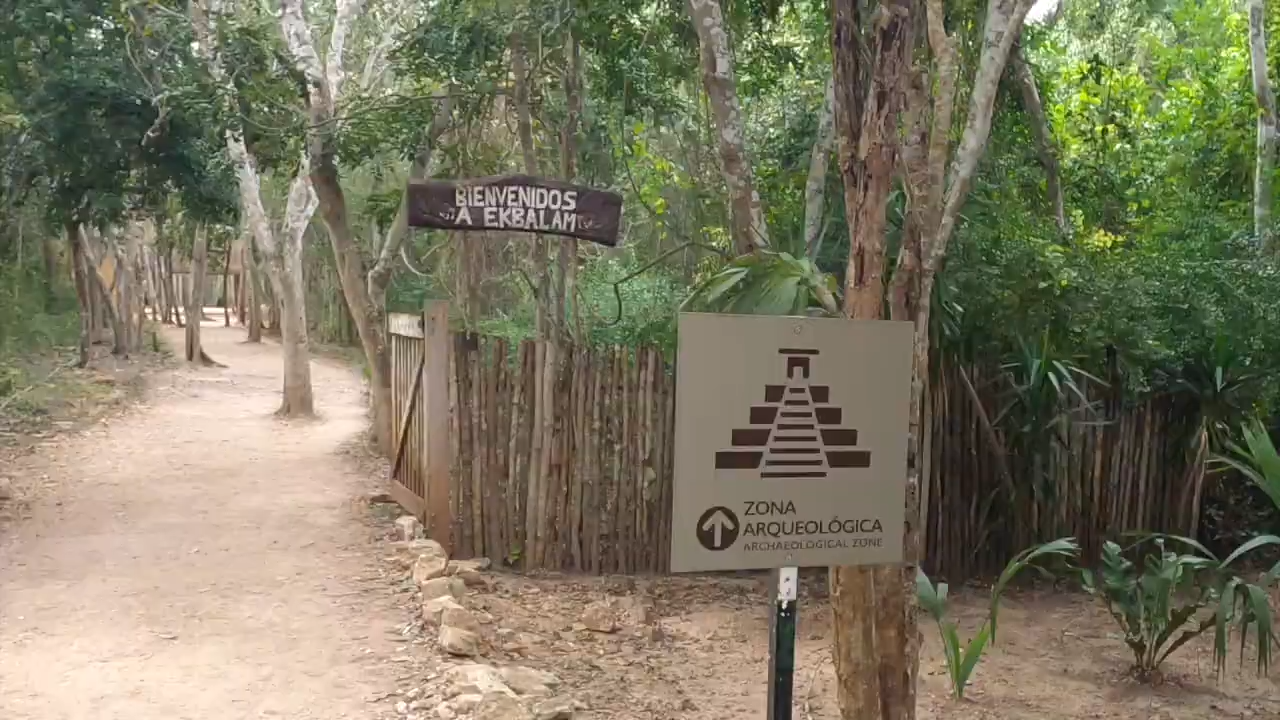 BIENVENIDOS
A EKBALAM
ZONA
ARQUEOLÓGICA
ARCHAEOLOGICAL ZONE